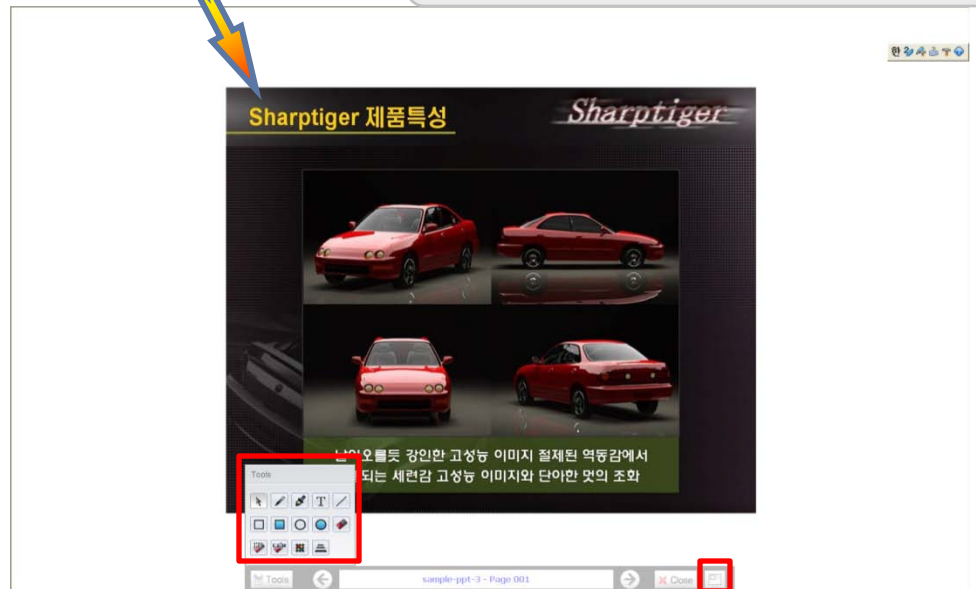 한
Sharptiger 제품특성
Sharptiger
강인한 고성능 이미지 절제된 역동감에서
되는 세련감 고성능 이미지와 단아한 멋의 조화
Tools
T
Tools
sample-ppt-3 - Page 001
Close